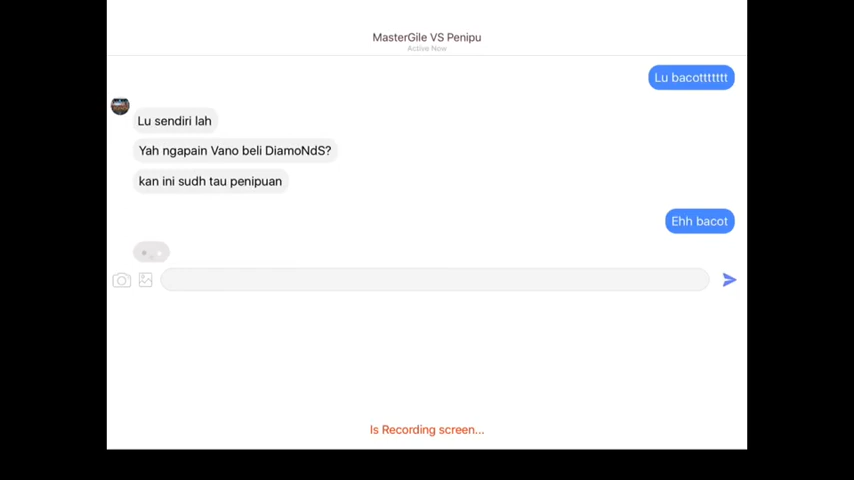 MasterGile VS Penipu
Active Now
Lu bacottttttt
Lu sendiri lah
Yah ngapain Vano beli DiamoNdS?
kan ini sudh tau penipuan
Ehh bacot
Is Recording screen...